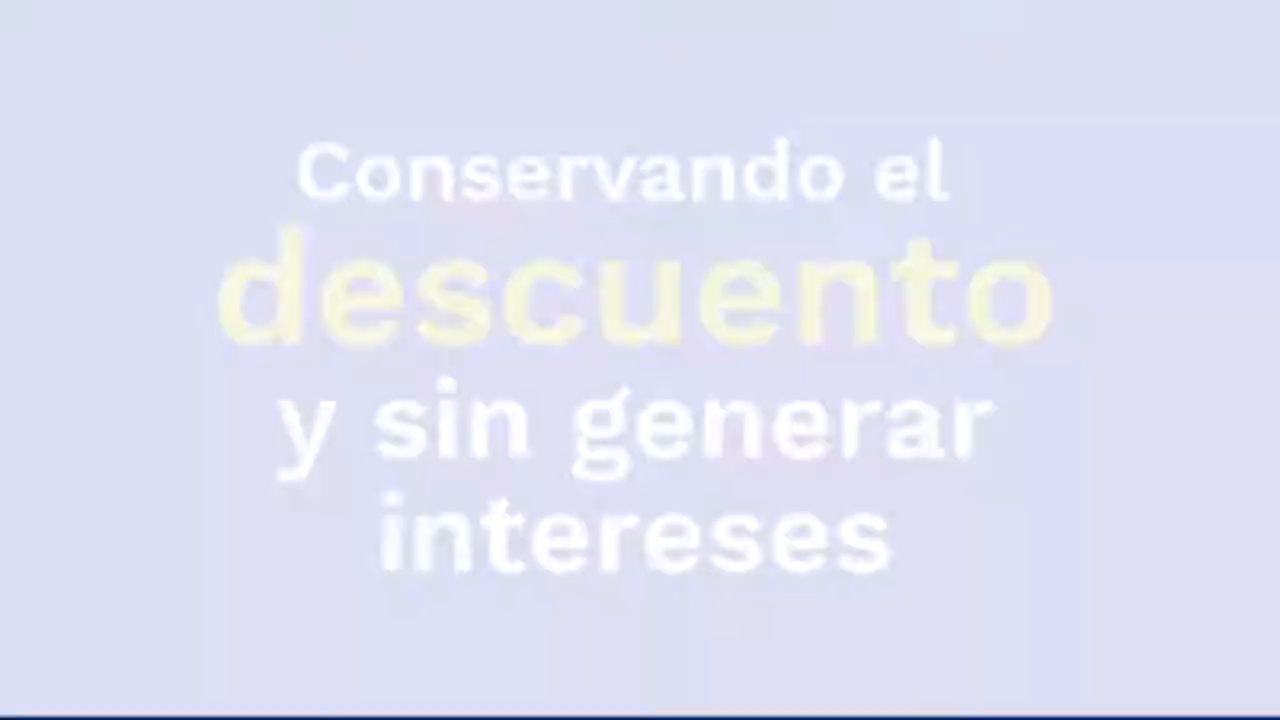 Conservando el
descuento
y sin generar
intereses